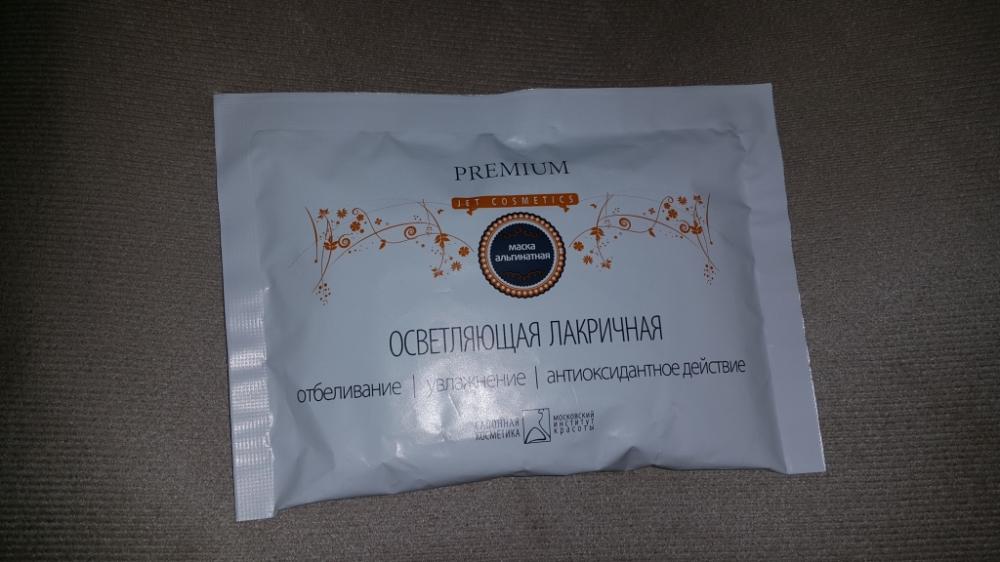 PREMIUM
JET COSMETICS
маска
альгинатная
ОСВЕТЛЯЮЩАЯ ЛАКРИЧНАЯ
отбеливание | увлажнение | антиоксидантное действие
САЛОННАЯ
КОСМЕТИКА
МОСКОВСКИЙ
ИНСТИТУТ
КРАСОТЫ